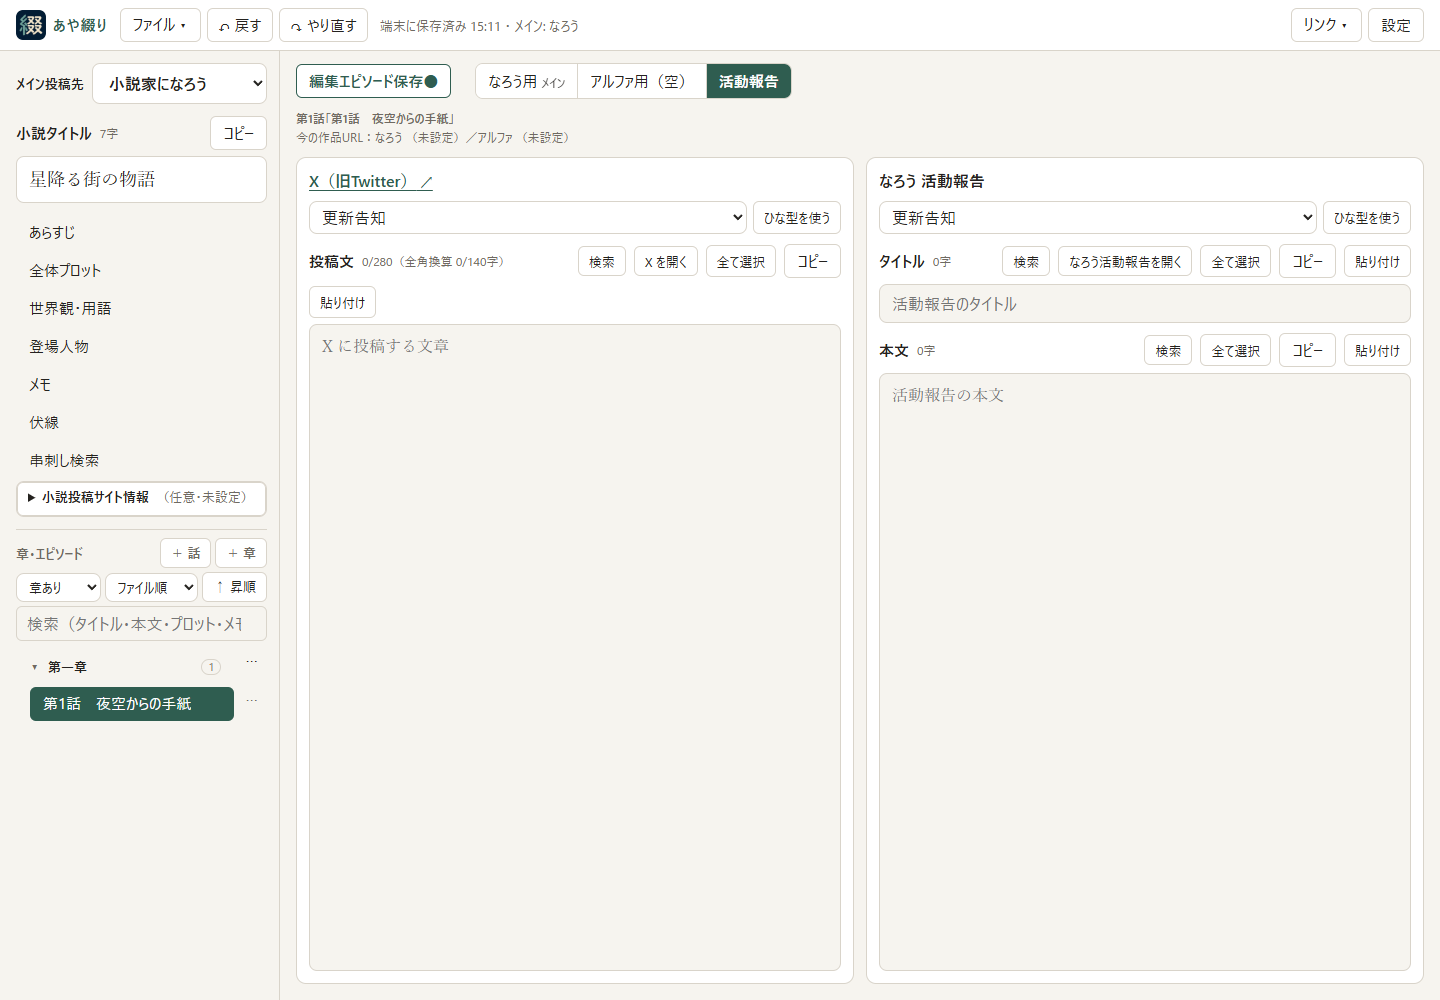 綴 あや綴り ファイル ▾ ↶ 戻す ↷ やり直す 端末に保存済み 15:11・メイン: なろう リンク ▾ 設定
メイン投稿先 小説家になろう
小説タイトル 7字 コピー
星降る街の物語
あらすじ
全体プロット
世界観・用語
登場人物
メモ
伏線
串刺し検索
▶ 小説投稿サイト情報 （任意・未設定）
章・エピソード ＋ 話 ＋ 章
章あり ファイル順 ↑ 昇順
検索（タイトル・本文・プロット・メモ
▾ 第一章 1 …
第1話　夜空からの手紙 …
編集エピソード保存● なろう用 メイン アルファ用（空） 活動報告
第1話「第1話　夜空からの手紙」
今の作品URL：なろう （未設定）／アルファ （未設定）
X（旧Twitter） ↗
更新告知 ひな型を使う
投稿文 0/280（全角換算 0/140字） 検索 X を開く 全て選択 コピー
貼り付け
X に投稿する文章
なろう 活動報告
更新告知 ひな型を使う
タイトル 0字 検索 なろう活動報告を開く 全て選択 コピー 貼り付け
活動報告のタイトル
本文 0字 検索 全て選択 コピー 貼り付け
活動報告の本文